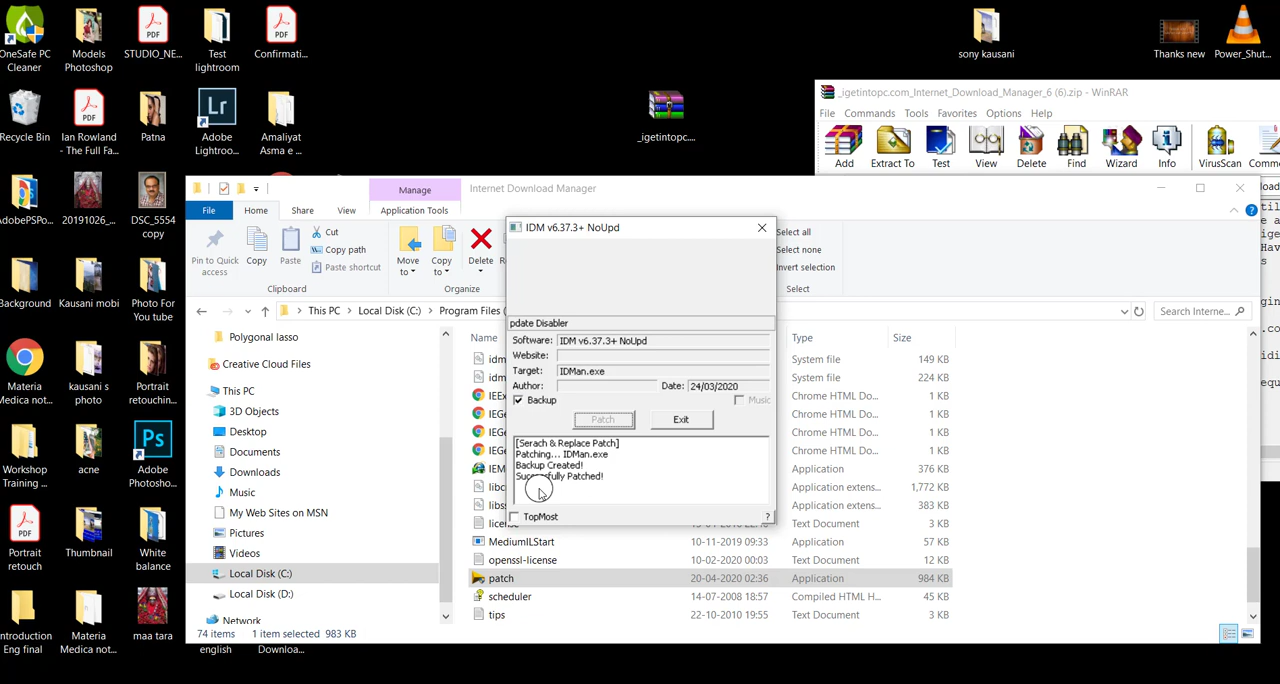 OneSafe PC
Cleaner
Models
Photoshop
STUDIO_NE...
Test
lightroom
Confirmati...
sony kausani
Thanks new
Power_Shut...
Recycle Bin
Ian Rowland
- The Full Fa...
Patna
Adobe
Lightroo...
Amaliyat
Asma e ...
_igetintopc....
AdobePSPo...
20191026_...
DSC_5554
copy
Background
Kausani mobi
Photo For
You tube
Materia
Medica not...
kausani s
photo
Portrait
retouchin...
Workshop
Training ...
acne
Adobe
Photosho...
Portrait
retouch
Thumbnail
White
balance
Introduction
Eng final
Materia
Medica not...
maa tara
english
Downloa...
_igetintopc.com_Internet_Download_Manager_6 (6).zip - WinRAR
File Commands Tools Favorites Options Help
Add Extract To Test View Delete Find Wizard Info VirusScan Comme
Manage
Internet Download Manager
File Home Share View Application Tools
Pin to Quick
access
Copy
Paste
Cut
Copy path
Paste shortcut
Clipboard
Move
to
Copy
to
Delete
Organize
Select all
Select none
Invert selection
Select
This PC > Local Disk (C:) > Program Files (
Search Interne...
Polygonal lasso
Creative Cloud Files
This PC
3D Objects
Desktop
Documents
Downloads
Music
My Web Sites on MSN
Pictures
Videos
Local Disk (C:)
Local Disk (D:)
Network
Name
Type
Size
System file 149 KB
System file 224 KB
Chrome HTML Do... 1 KB
Chrome HTML Do... 1 KB
Chrome HTML Do... 1 KB
Chrome HTML Do... 1 KB
Application 376 KB
Application extens... 1,772 KB
Application extens... 383 KB
Text Document 3 KB
MediumILStart 10-11-2019 09:33 Application 57 KB
openssl-license 10-02-2020 00:03 Text Document 12 KB
patch 20-04-2020 02:36 Application 984 KB
scheduler 14-07-2008 18:57 Compiled HTML H... 45 KB
tips 22-10-2010 19:55 Text Document 3 KB
74 items 1 item selected 983 KB
IDM v6.37.3+ NoUpd
pdate Disabler
Software: IDM v6.37.3+ NoUpd
Website:
Target: IDMan.exe
Author: Date: 24/03/2020
Backup Music
Patch Exit
[Serach & Replace Patch]
Patching... IDMan.exe
Backup Created!
Successfully Patched!
TopMost ?